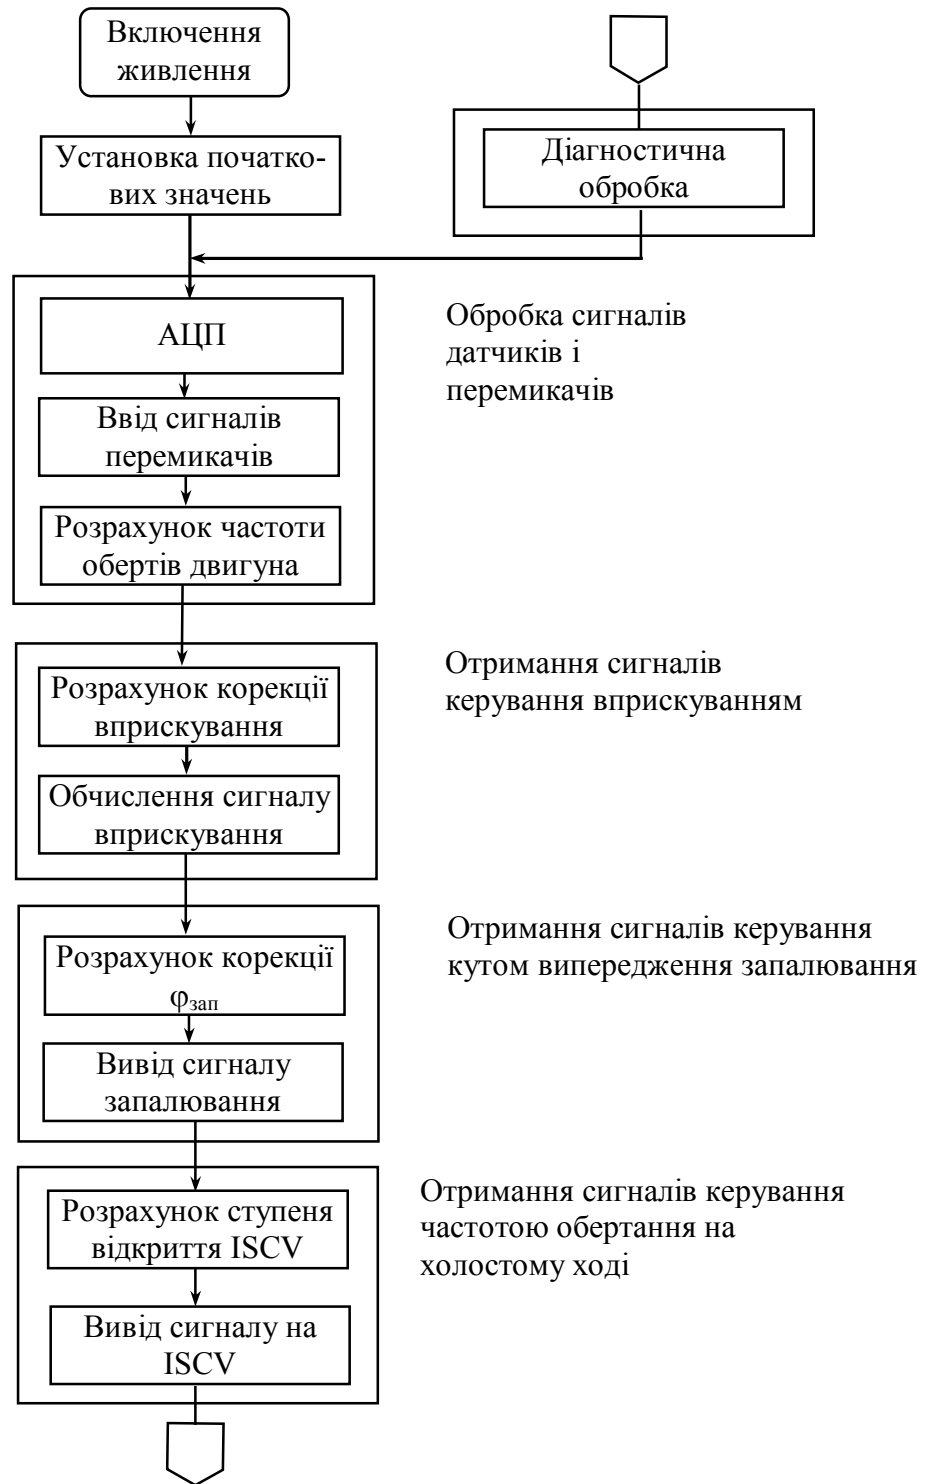 Включення
живлення
Установка початко-
вих значень
Діагностична
обробка
АЦП
Ввід сигналів
перемикачів
Розрахунок частоти
обертів двигуна
Обробка сигналів
датчиків і
перемикачів
Розрахунок корекції
вприскування
Обчислення сигналу
вприскування
Отримання сигналів
керування вприскуванням
Розрахунок корекції
φзап
Вивід сигналу
запалювання
Отримання сигналів керування
кутом випередження запалювання
Розрахунок ступеня
відкриття ISCV
Вивід сигналу на
ISCV
Отримання сигналів керування
частотою обертання на
холостому ході